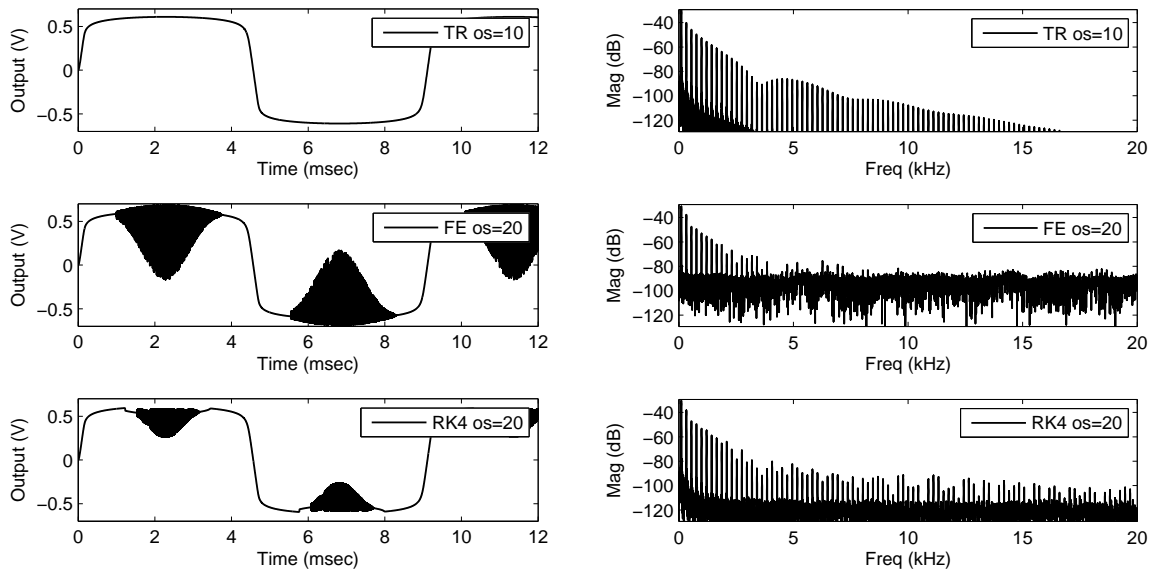 0.5
0
−0.5
Output (V)
0 2 4 6 8 10 12
Time (msec)
TR os=10
−40
−60
−80
−100
−120
Mag (dB)
0 5 10 15 20
Freq (kHz)
TR os=10
0.5
0
−0.5
Output (V)
0 2 4 6 8 10 12
Time (msec)
FE os=20
−40
−60
−80
−100
−120
Mag (dB)
0 5 10 15 20
Freq (kHz)
FE os=20
0.5
0
−0.5
Output (V)
0 2 4 6 8 10 12
Time (msec)
RK4 os=20
−40
−60
−80
−100
−120
Mag (dB)
0 5 10 15 20
Freq (kHz)
RK4 os=20